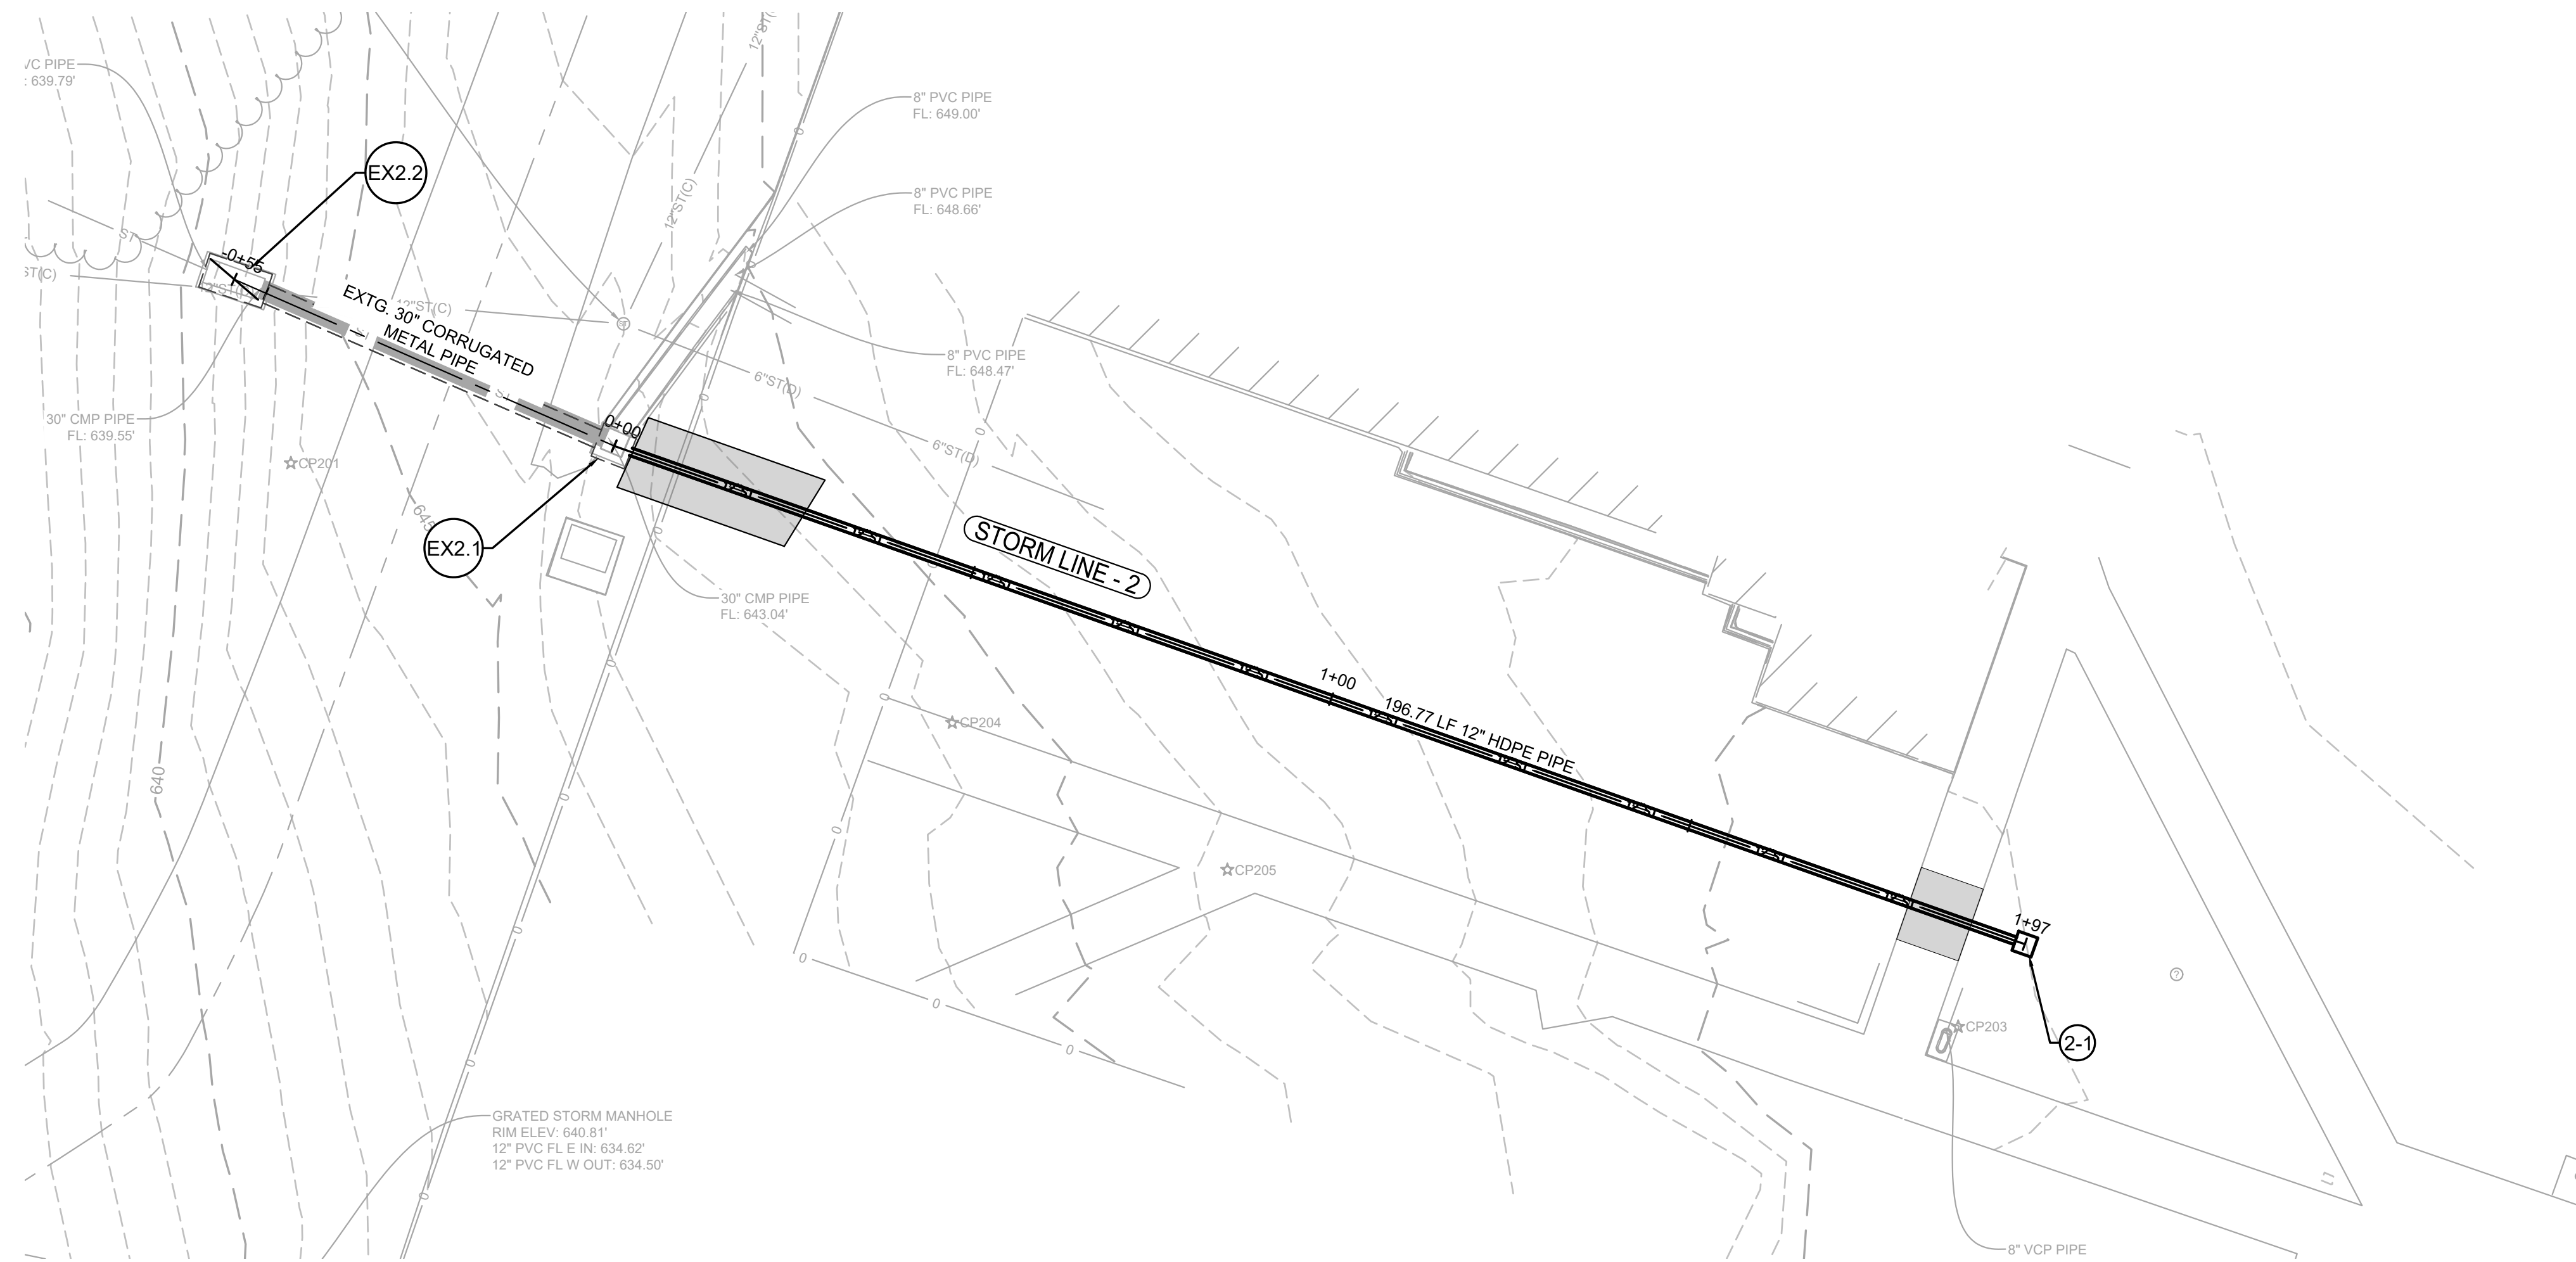 VC PIPE
: 639.79'
EX2.2
12"ST(C)
8" PVC PIPE
FL: 649.00'
12"ST(C)
8" PVC PIPE
FL: 648.66'
ST
-0+55
ST(C)
12"ST(C)
EXTG. 30" CORRUGATED
METAL PIPE
8" PVC PIPE
FL: 648.47'
6"ST(D)
6"ST(D)
30" CMP PIPE
FL: 639.55'
0+00
CP201
645
EX2.1
STORM LINE - 2
30" CMP PIPE
FL: 643.04'
1+00
196.77 LF 12" HDPE PIPE
CP204
640
CP205
1+97
?
CP203
2-1
GRATED STORM MANHOLE
RIM ELEV: 640.81'
12" PVC FL E IN: 634.62'
12" PVC FL W OUT: 634.50'
8" VCP PIPE